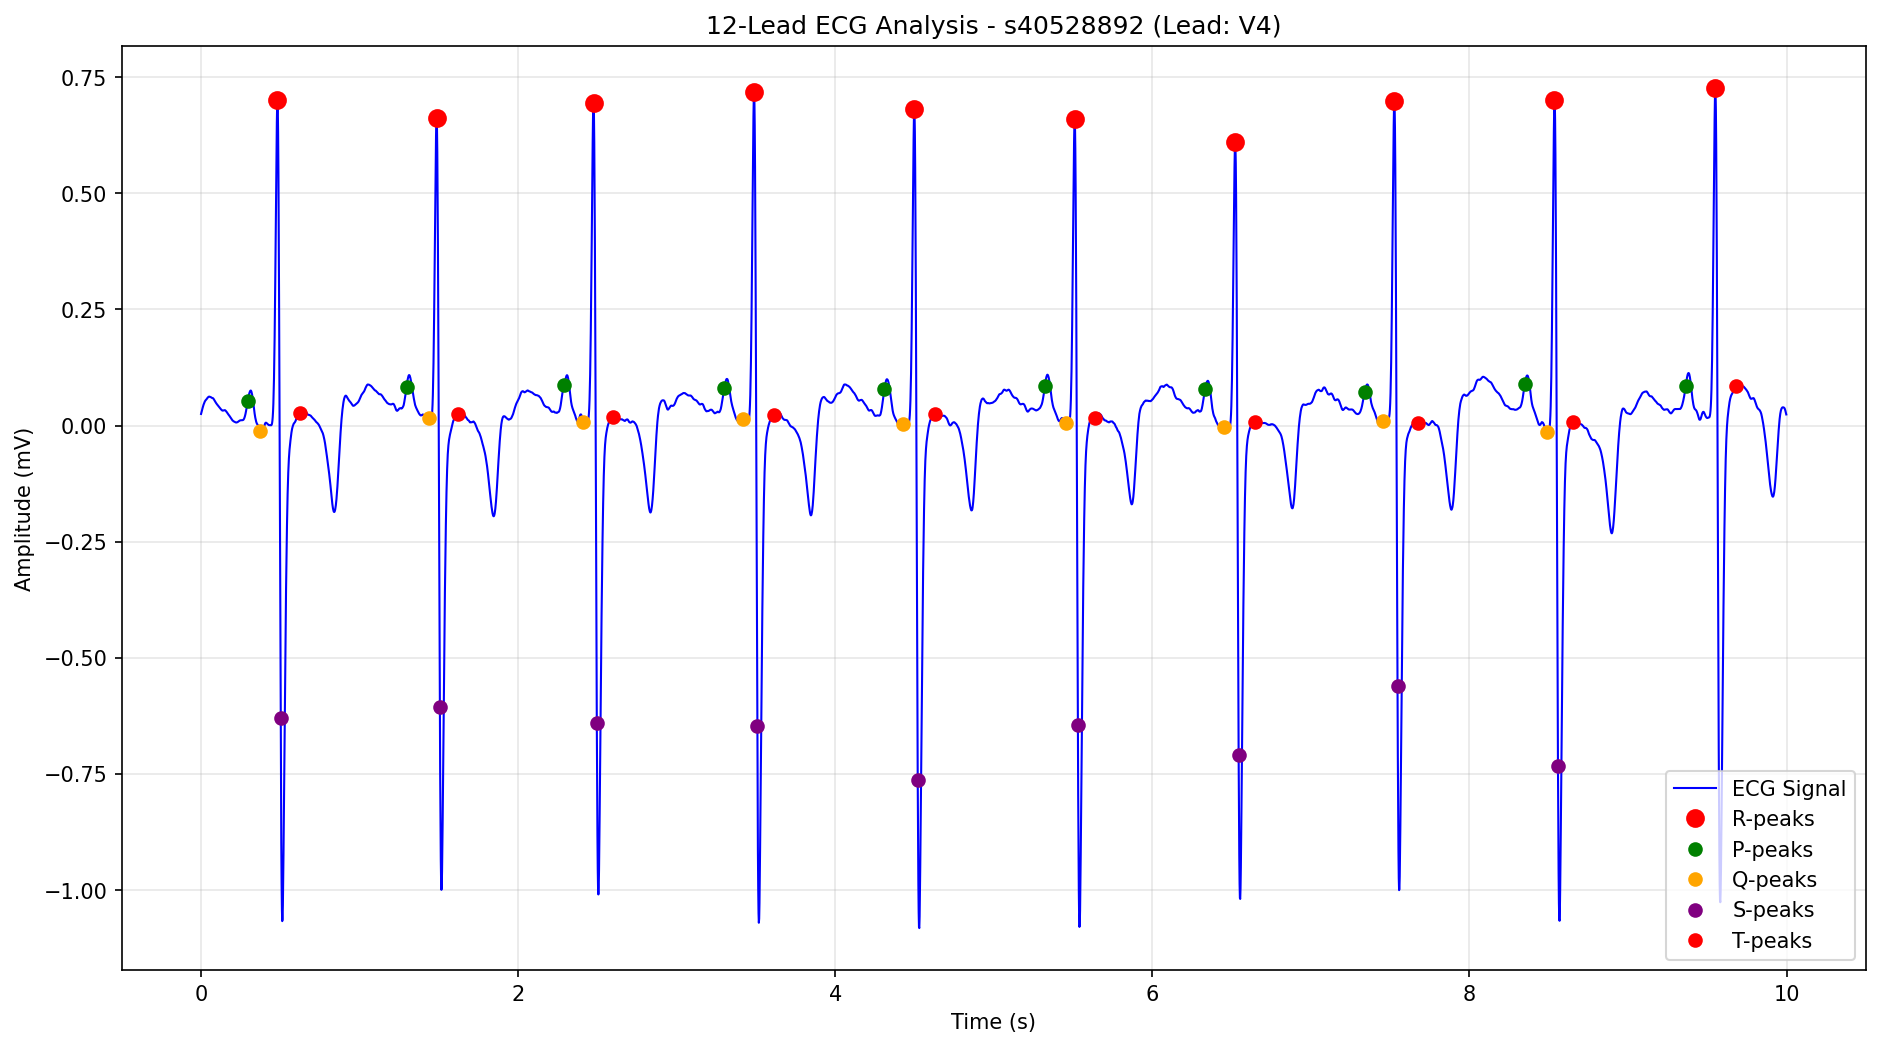 12-Lead ECG Analysis - s40528892 (Lead: V4)
Amplitude (mV)
0.75
0.50
0.25
0.00
−0.25
−0.50
−0.75
−1.00
ECG Signal
R-peaks
P-peaks
Q-peaks
S-peaks
T-peaks
0 2 4 6 8 10
Time (s)